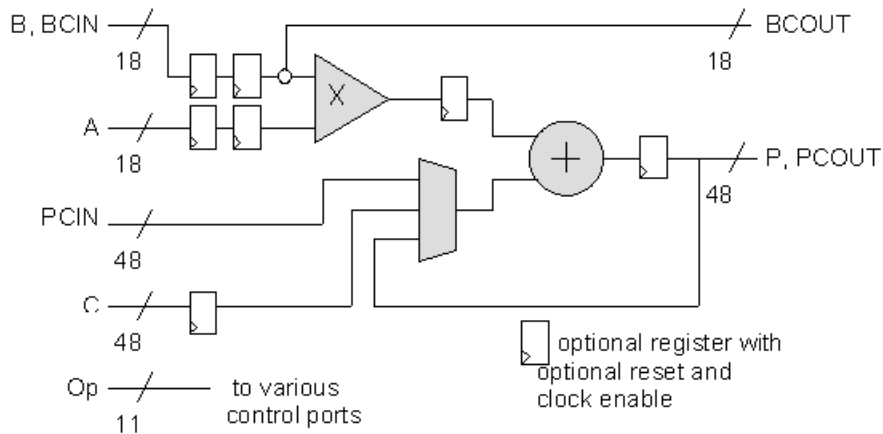 B, BCIN
18
BCOUT
18
X
A
18
+
P, PCOUT
48
PCIN
48
C
48
optional register with
optional reset and
clock enable
Op
11
to various
control ports